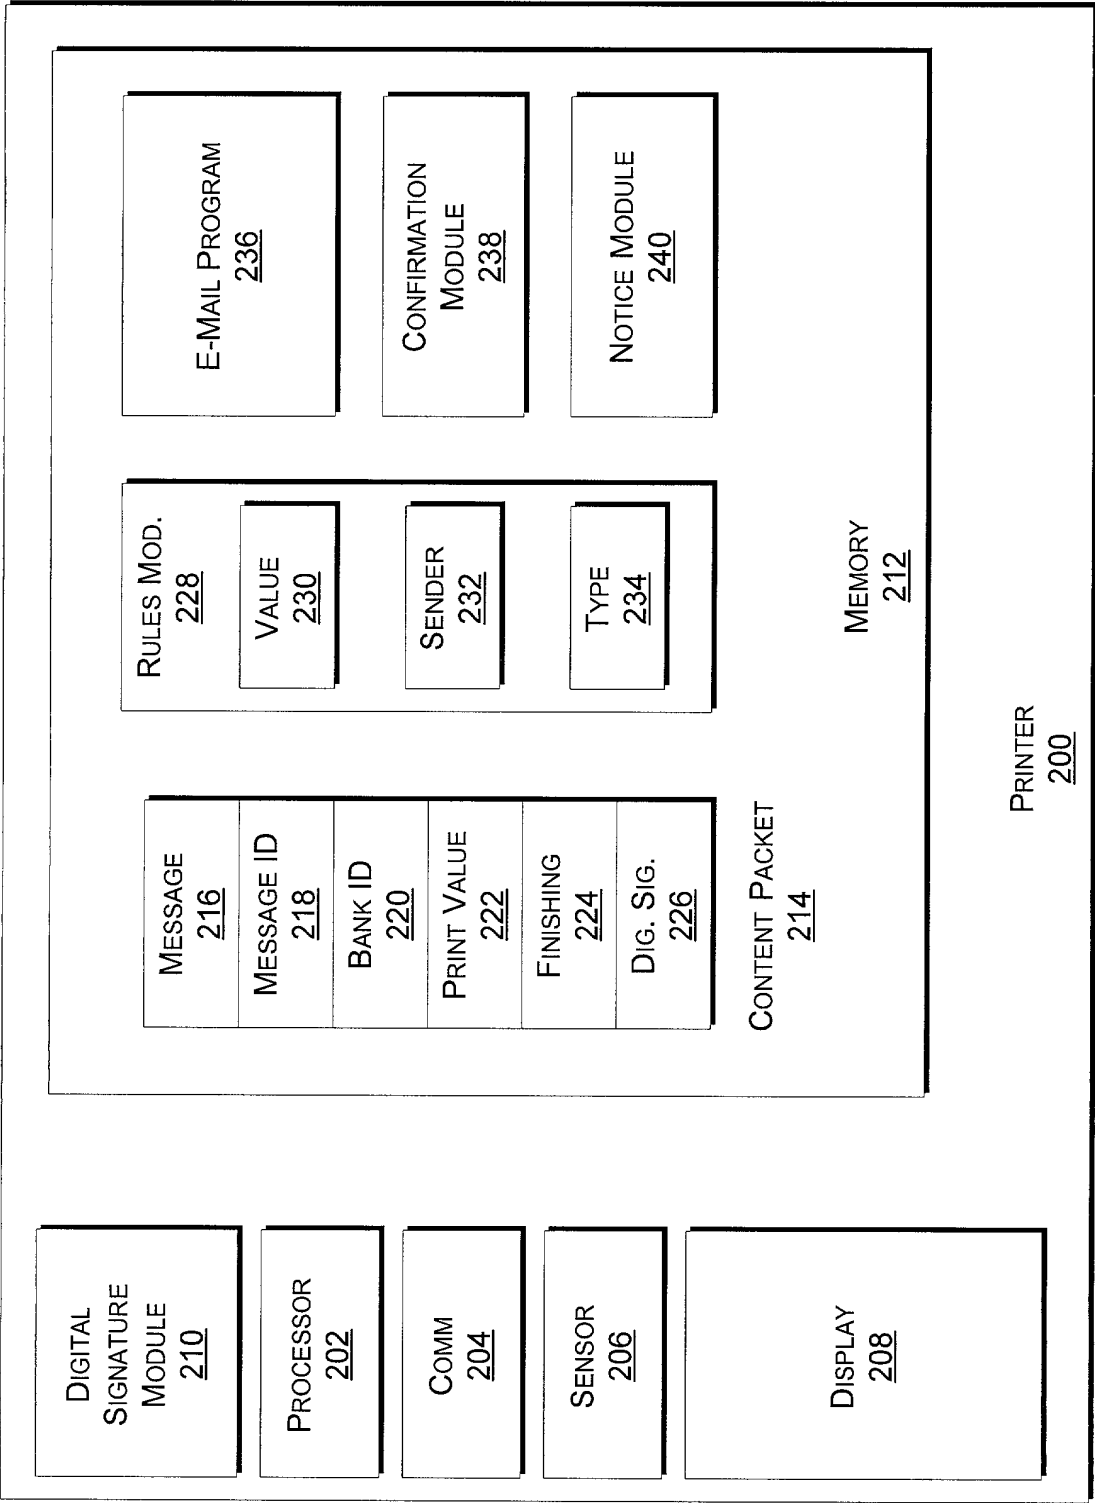 DIGITAL
SIGNATURE
MODULE
210
PROCESSOR
202
COMM
204
SENSOR
206
DISPLAY
208
MESSAGE
216
MESSAGE ID
218
BANK ID
220
PRINT VALUE
222
FINISHING
224
DIG. SIG.
226
CONTENT PACKET
214
RULES MOD.
228
VALUE
230
SENDER
232
TYPE
234
E-MAIL PROGRAM
236
CONFIRMATION
MODULE
238
NOTICE MODULE
240
MEMORY
212
PRINTER
200